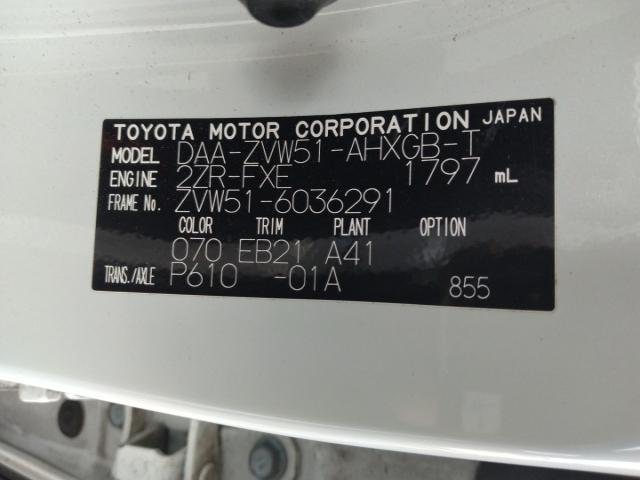 TOYOTA MOTOR CORPORATION JAPAN
MODEL DAA-ZVW51-AHXGB-T
ENGINE 2ZR-FXE 1797 mL
FRAME No. ZVW51-6036291
COLOR TRIM PLANT OPTION
070 EB21 A41
TRANS./AXLE P610 -01A 855